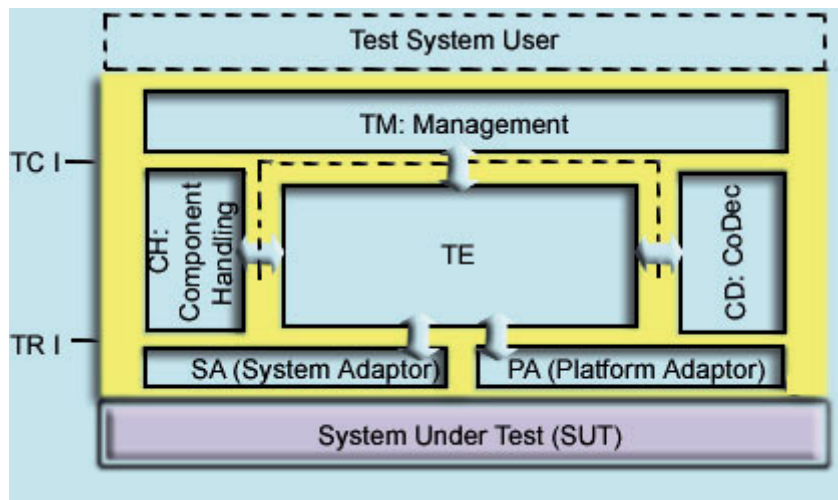 Test System User
TM: Management
TC I
CH:
Component
Handling
TE
CD: CoDec
TR I
SA (System Adaptor)
PA (Platform Adaptor)
System Under Test (SUT)